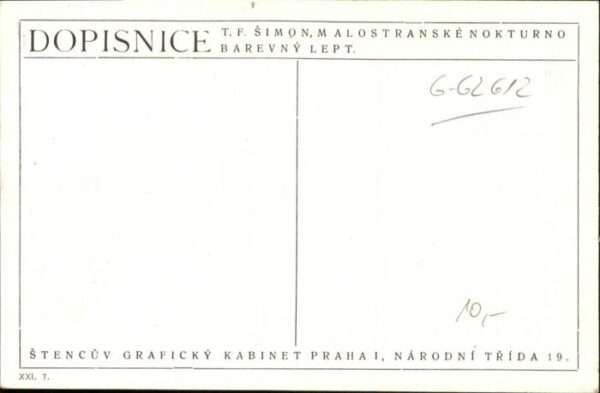 DOPISNICE T. F. ŠIMON, MALOSTRANSKÉ NOKTURNO
BAREVNÝ LEPT.
G-62612
10,-
ŠTENCŮV GRAFICKÝ KABINET PRAHA I, NÁRODNÍ TŘÍDA 19.
XXI. 7.